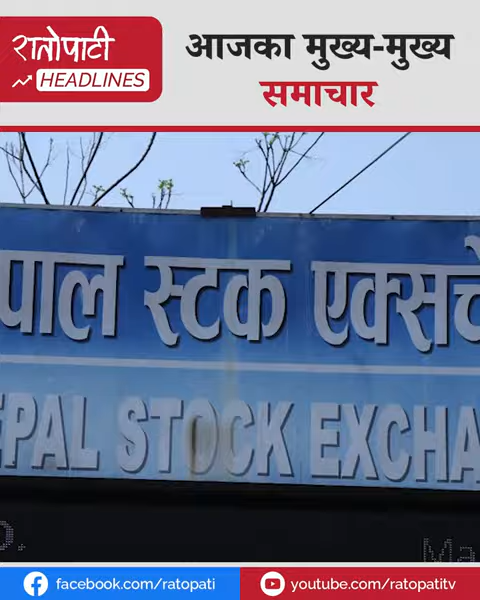 रातोपाटी
HEADLINES
आजका मुख्य-मुख्य
समाचार
पाल स्टक एक्सचे
EPAL STOCK EXCHA
facebook.com/ratopati
youtube.com/ratopatitv